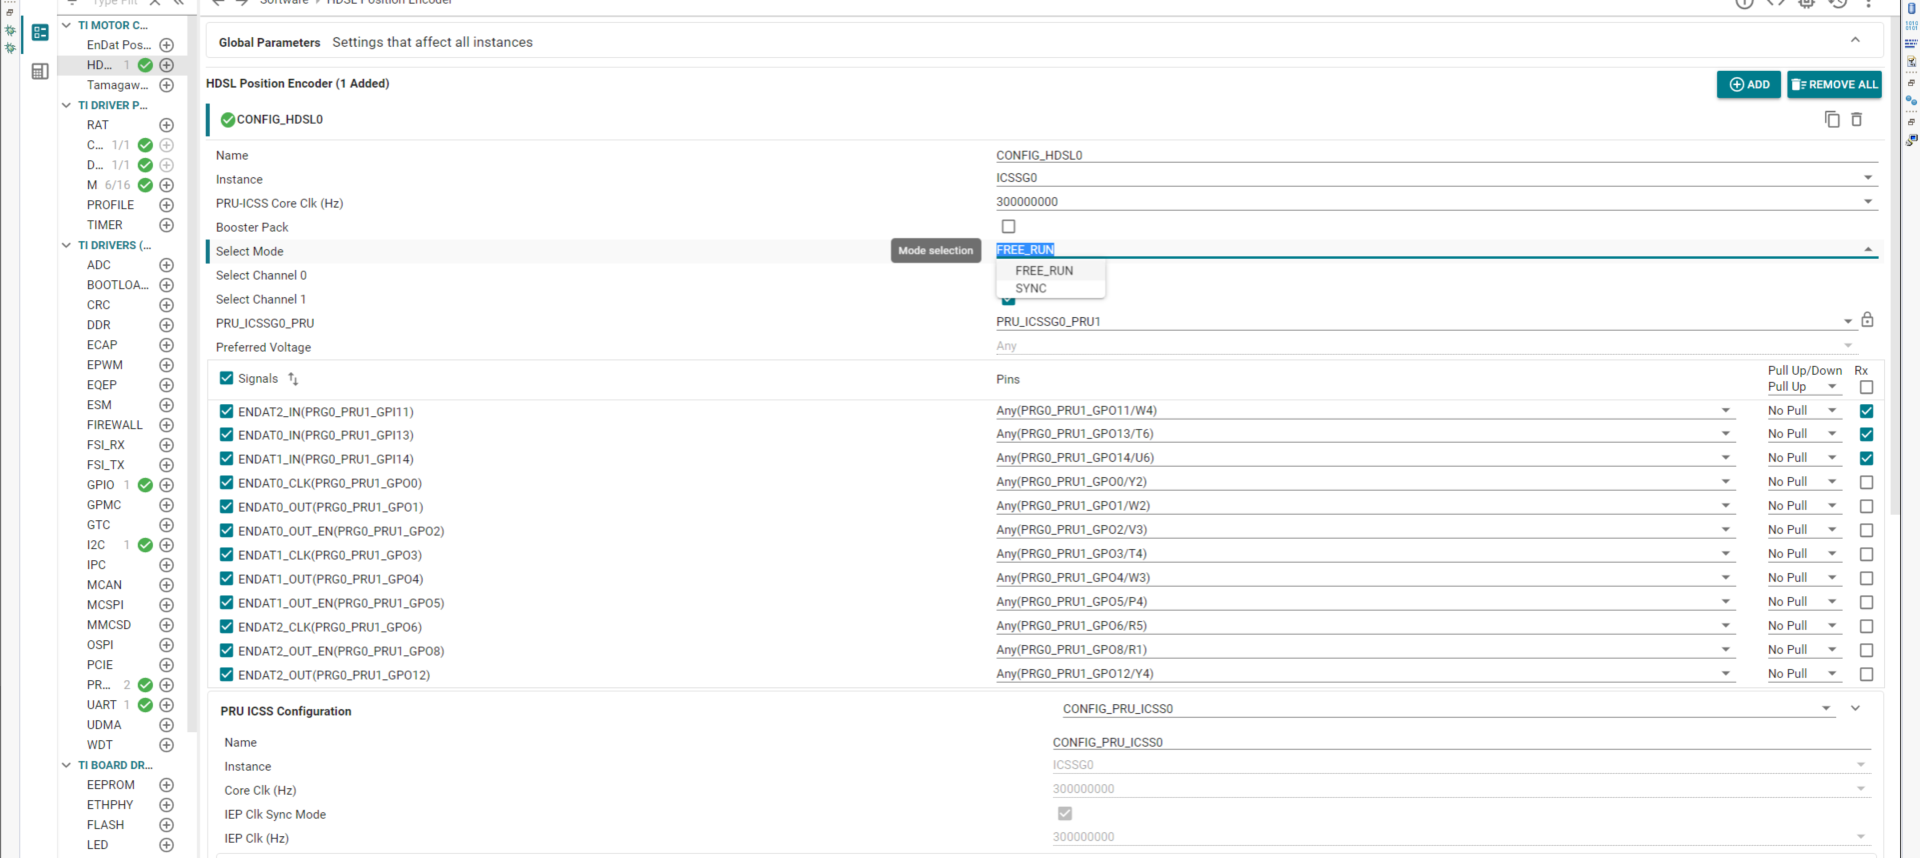 Type Filt
Software
HDSL Position Encoder
TI MOTOR C...
EnDat Pos...
HD... 1
Tamagaw...
TI DRIVER P...
RAT
C... 1/1
D... 1/1
M 6/16
PROFILE
TIMER
TI DRIVERS (...
ADC
BOOTLOA...
CRC
DDR
ECAP
EPWM
EQEP
ESM
FIREWALL
FSI_RX
FSI_TX
GPIO 1
GPMC
GTC
I2C 1
IPC
MCAN
MCSPI
MMCSD
OSPI
PCIE
PR... 2
UART 1
UDMA
WDT
TI BOARD DR...
EEPROM
ETHPHY
FLASH
LED
Global Parameters Settings that affect all instances
HDSL Position Encoder (1 Added)
ADD
REMOVE ALL
CONFIG_HDSL0
Name CONFIG_HDSL0
Instance ICSSG0
PRU-ICSS Core Clk (Hz) 300000000
Booster Pack
Select Mode Mode selection FREE_RUN
FREE_RUN
SYNC
Select Channel 0
Select Channel 1
PRU_ICSSG0_PRU PRU_ICSSG0_PRU1
Preferred Voltage Any
Signals Pins Pull Up/Down Rx
Pull Up
ENDAT2_IN(PRG0_PRU1_GPI11) Any(PRG0_PRU1_GPO11/W4) No Pull
ENDAT0_IN(PRG0_PRU1_GPI13) Any(PRG0_PRU1_GPO13/T6) No Pull
ENDAT1_IN(PRG0_PRU1_GPI14) Any(PRG0_PRU1_GPO14/U6) No Pull
ENDAT0_CLK(PRG0_PRU1_GPO0) Any(PRG0_PRU1_GPO0/Y2) No Pull
ENDAT0_OUT(PRG0_PRU1_GPO1) Any(PRG0_PRU1_GPO1/W2) No Pull
ENDAT0_OUT_EN(PRG0_PRU1_GPO2) Any(PRG0_PRU1_GPO2/V3) No Pull
ENDAT1_CLK(PRG0_PRU1_GPO3) Any(PRG0_PRU1_GPO3/T4) No Pull
ENDAT1_OUT(PRG0_PRU1_GPO4) Any(PRG0_PRU1_GPO4/W3) No Pull
ENDAT1_OUT_EN(PRG0_PRU1_GPO5) Any(PRG0_PRU1_GPO5/P4) No Pull
ENDAT2_CLK(PRG0_PRU1_GPO6) Any(PRG0_PRU1_GPO6/R5) No Pull
ENDAT2_OUT_EN(PRG0_PRU1_GPO8) Any(PRG0_PRU1_GPO8/R1) No Pull
ENDAT2_OUT(PRG0_PRU1_GPO12) Any(PRG0_PRU1_GPO12/Y4) No Pull
PRU ICSS Configuration CONFIG_PRU_ICSS0
Name CONFIG_PRU_ICSS0
Instance ICSSG0
Core Clk (Hz) 300000000
IEP Clk Sync Mode
IEP Clk (Hz) 300000000